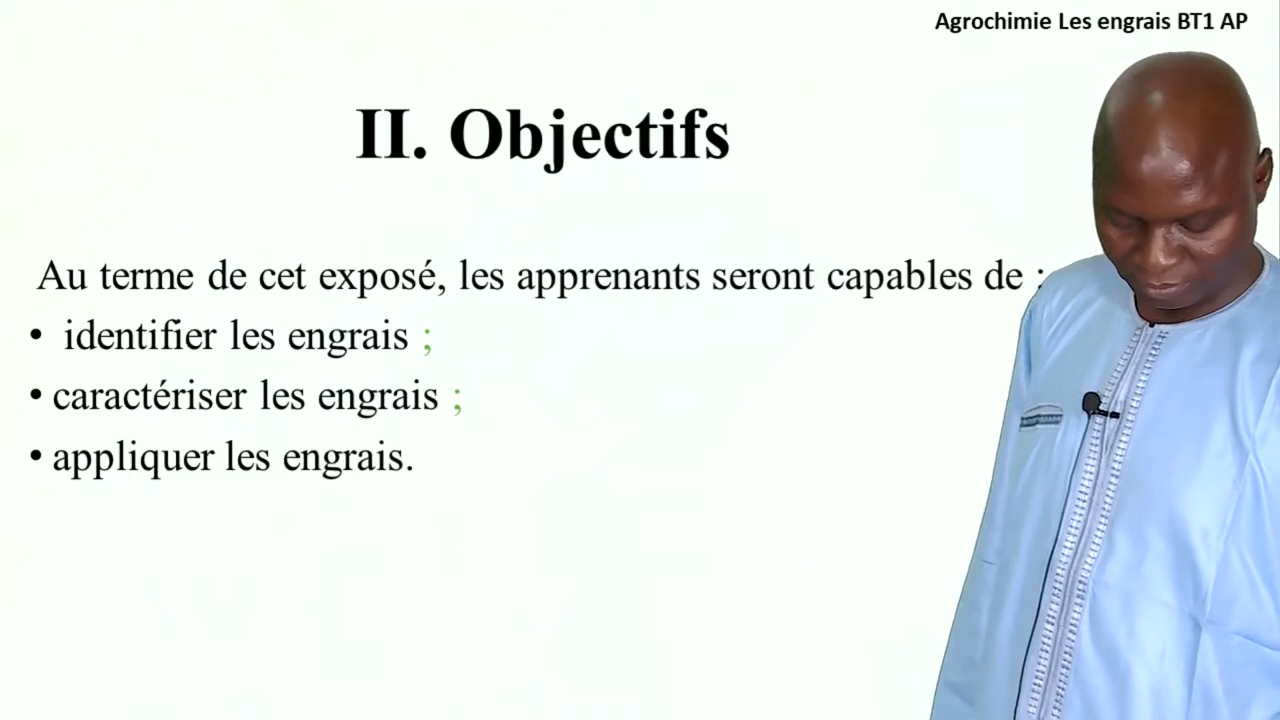 Agrochimie Les engrais BT1 AP
II. Objectifs
Au terme de cet exposé, les apprenants seront capables de :
• identifier les engrais ;
• caractériser les engrais ;
• appliquer les engrais.